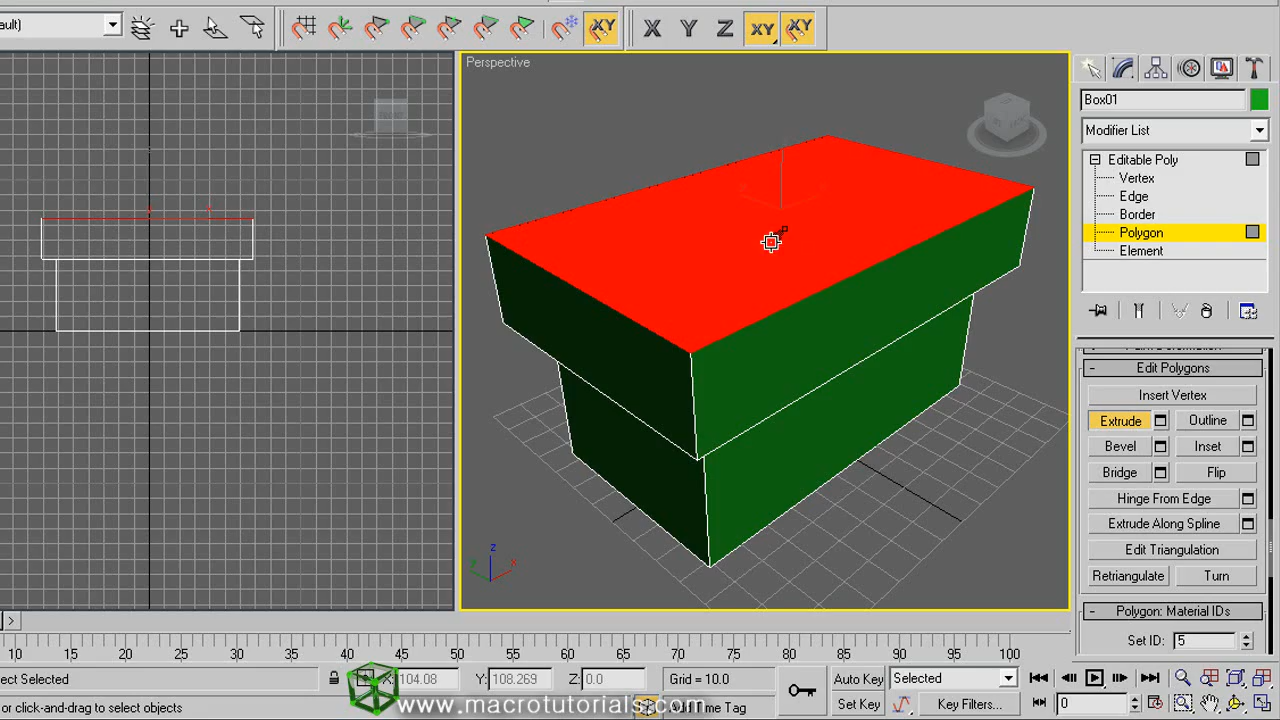 ault)
XY
X Y Z XY XY
Perspective
Box01
Modifier List
Editable Poly
Vertex
Edge
Border
Polygon
Element
Edit Polygons
Insert Vertex
Extrude Outline
Bevel Inset
Bridge Flip
Hinge From Edge
Extrude Along Spline
Edit Triangulation
Retriangulate Turn
Polygon: Material IDs
Set ID: 5
z
x
10 15 20 25 30 35 40 45 50 55 60 65 70 75 80 85 90 95 100
ect Selected
104.08 Y: 108.263 Z: 0.0 Grid = 10.0 Auto Key Selected
or click-and-drag to select objects
www.macrotutorials.com
me Tag Set Key Key Filters... 0